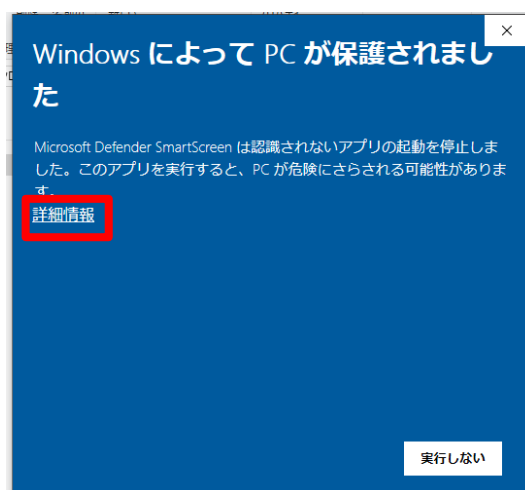 Windows によって PC が保護されまし
た
Microsoft Defender SmartScreen は認識されないアプリの起動を停止しま
した。このアプリを実行すると、PC が危険にさらされる可能性がありま
す。
詳細情報
実行しない